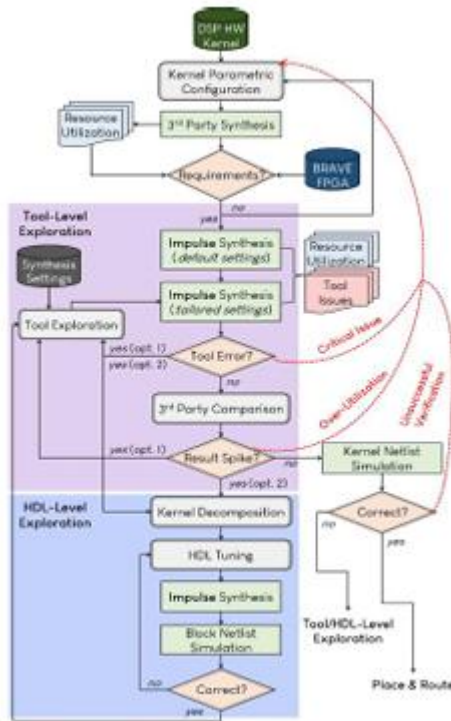 DSP HW
Kernel
Kernel Parametric
Configuration
Resource
Utilization
3rd Party Synthesis
Requirements?
BRAVE
FPGA
no
yes
Tool-Level
Exploration
Impulse Synthesis
(default settings)
Resource
Utilization
Synthesis
Settings
Tool
Issues
Impulse Synthesis
(tailored settings)
Tool Exploration
Critical Issue
yes (opt. 1)
yes (opt. 2)
Tool Error?
no
Over-Utilization
Unsuccessful
Verification
3rd Party Comparison
yes (opt. 1)
Result Spike?
no
Kernel Netlist
Simulation
yes (opt. 2)
HDL-Level
Exploration
Kernel Decomposition
Correct?
no
yes
HDL Tuning
Impulse Synthesis
Tool/HDL-Level
Exploration
Block Netlist
Simulation
Place & Route
no
Correct?
yes